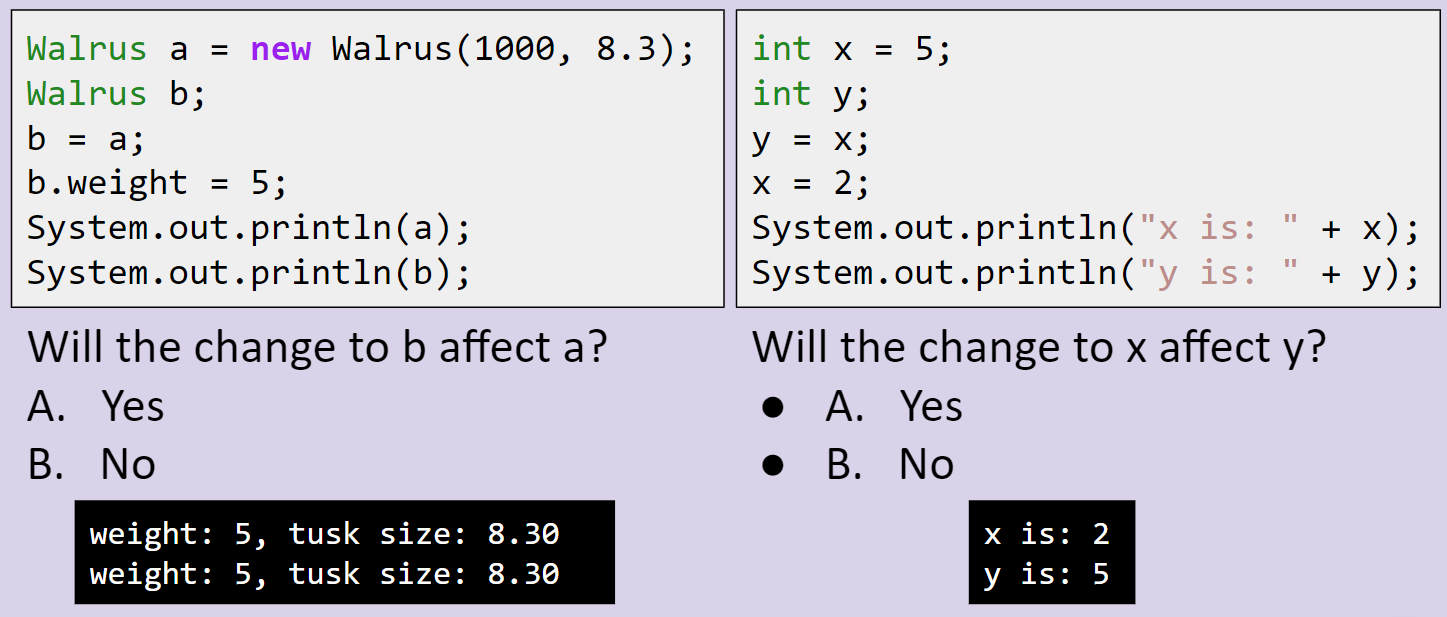 Walrus a = new Walrus(1000, 8.3);
Walrus b;
b = a;
b.weight = 5;
System.out.println(a);
System.out.println(b);
Will the change to b affect a?
A. Yes
B. No
weight: 5, tusk size: 8.30
weight: 5, tusk size: 8.30
int x = 5;
int y;
y = x;
x = 2;
System.out.println("x is: " + x);
System.out.println("y is: " + y);
Will the change to x affect y?
● A. Yes
● B. No
x is: 2
y is: 5